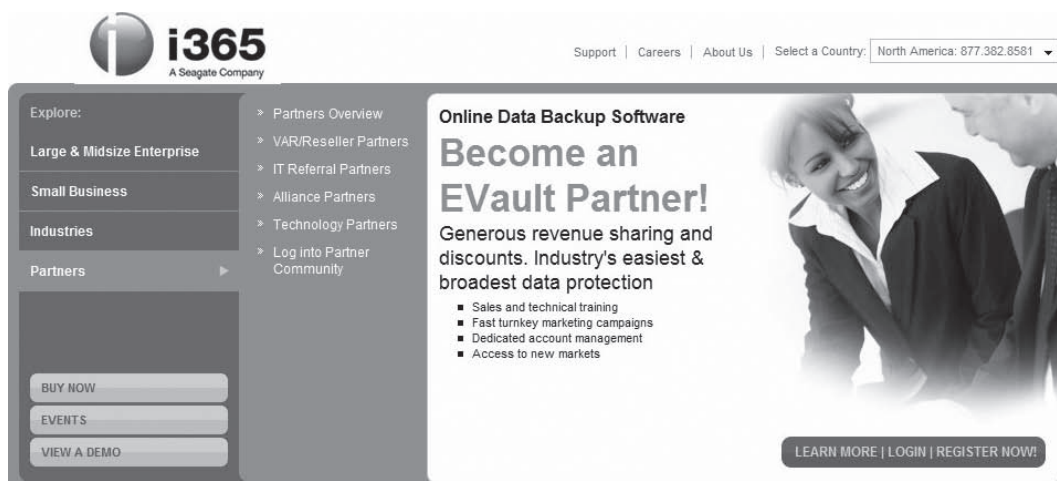 i365
A Seagate Company
Support | Careers | About Us | Select a Country: North America: 877.382.8581
Explore:
Large & Midsize Enterprise
Small Business
Industries
Partners
BUY NOW
EVENTS
VIEW A DEMO
» Partners Overview
» VAR/Reseller Partners
» IT Referral Partners
» Alliance Partners
» Technology Partners
» Log into Partner
Community
Online Data Backup Software
Become an
EVault Partner!
Generous revenue sharing and
discounts. Industry's easiest &
broadest data protection
■ Sales and technical training
■ Fast turnkey marketing campaigns
■ Dedicated account management
■ Access to new markets
LEARN MORE | LOGIN | REGISTER NOW!